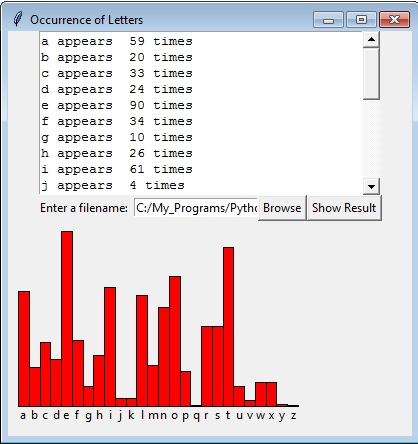 Occurrence of Letters
a appears  59 times
b appears  20 times
c appears  33 times
d appears  24 times
e appears  90 times
f appears  34 times
g appears  10 times
h appears  26 times
i appears  61 times
j appears  4 times
Enter a filename: C:/My_Programs/Pytho Browse Show Result
a b c d e f g h i j k l m n o p q r s t u v w x y z